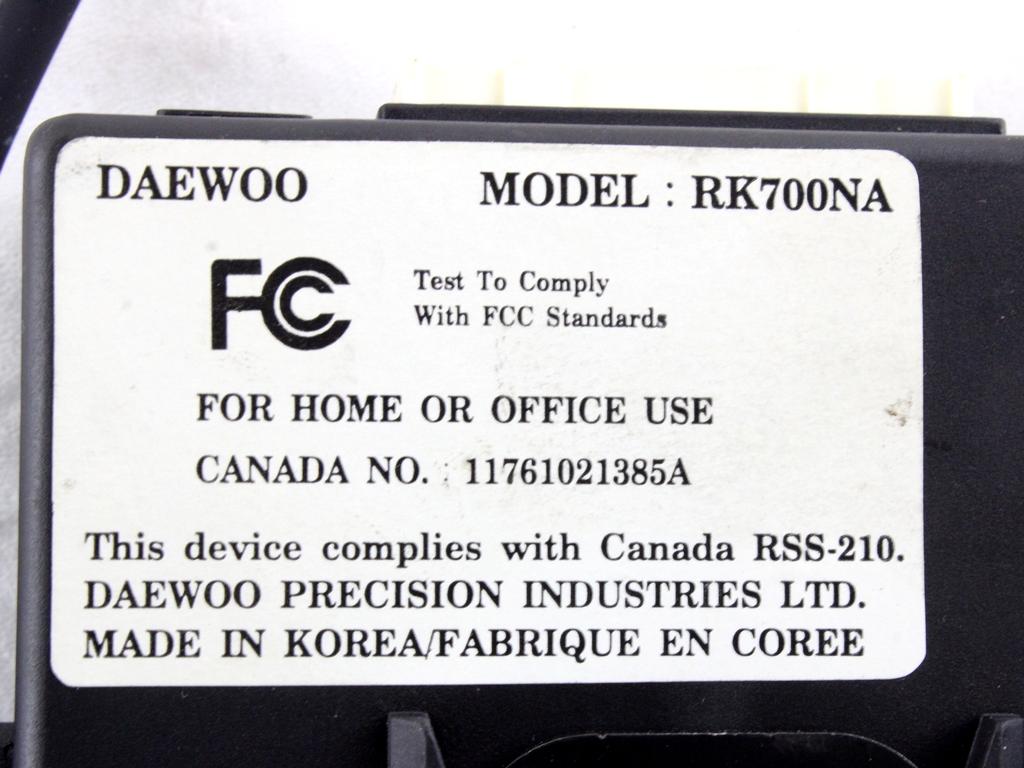 DAEWOO MODEL : RK700NA
FC Test To Comply
With FCC Standards
FOR HOME OR OFFICE USE
CANADA NO. : 11761021385A
This device complies with Canada RSS-210.
DAEWOO PRECISION INDUSTRIES LTD.
MADE IN KOREA/FABRIQUE EN COREE